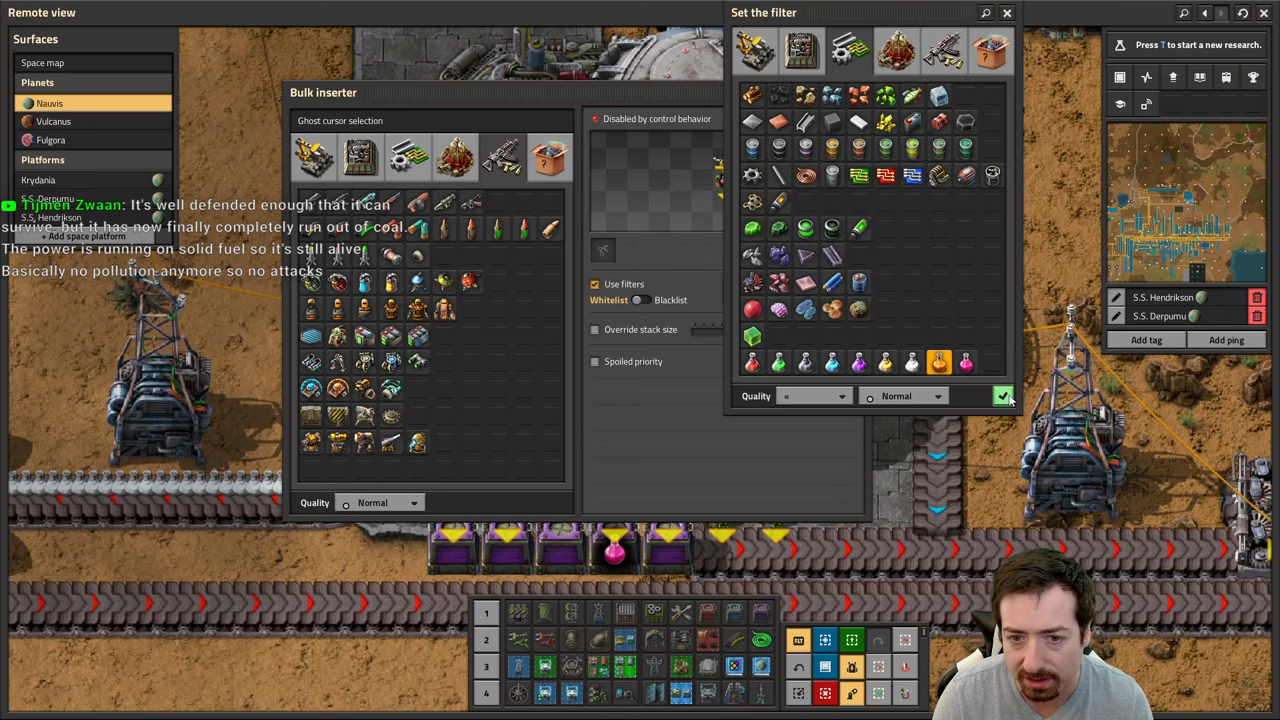 Remote view
Surfaces
Space map
Planets
Nauvis
Vulcanus
Fulgora
Platforms
Krydania
S.S. Derpumu
S.S. Hendrikson
+ Add space platform
Tijmen Zwaan: It's well defended enough that it can
survive, but it has now finally completely run out of coal.
The power is running on solid fuel so it's still alive
Basically no pollution anymore so no attacks
Bulk inserter
Ghost cursor selection
Quality
Normal
Disabled by control behavior
Use filters
Whitelist
Blacklist
Override stack size
Spoiled priority
Set the filter
Quality
=
Normal
Press T to start a new research.
S.S. Hendrikson
S.S. Derpumu
Add tag
Add ping
1
2
3
4
ALT